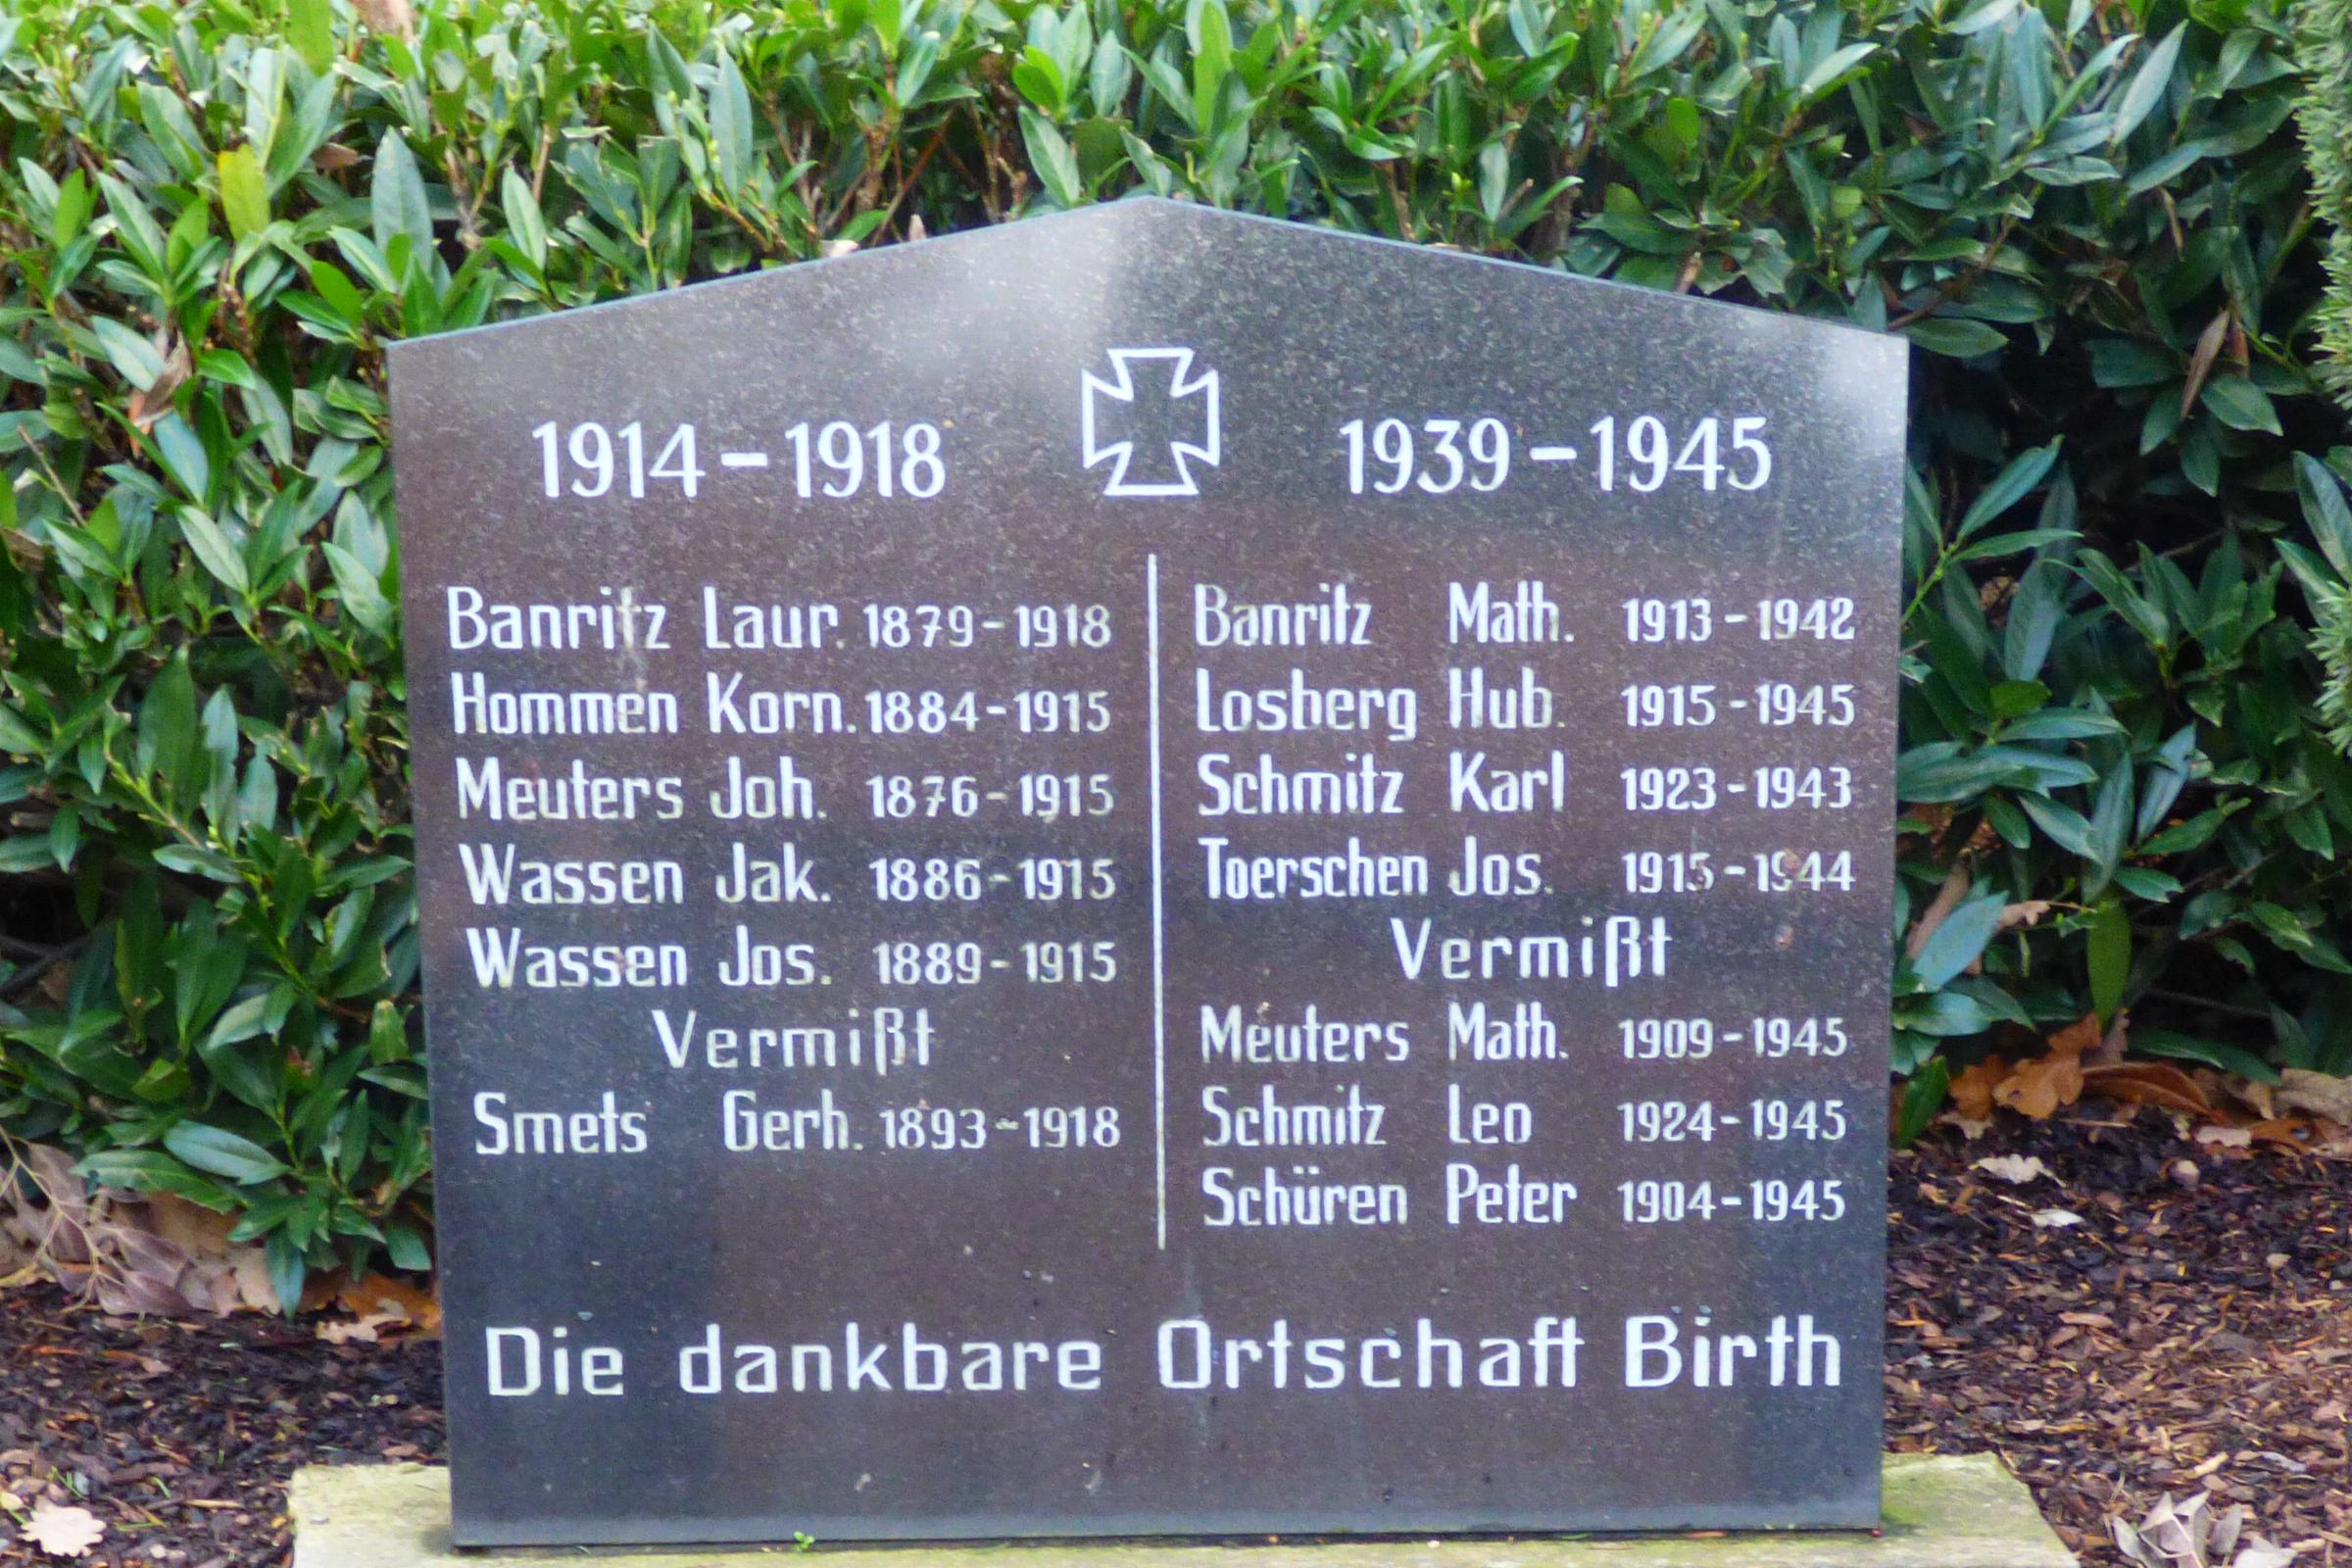 1914-1918
Banritz Laur. 1879-1918
Hommen Korn. 1884-1915
Meuters Joh. 1876-1915
Wassen Jak. 1886-1915
Wassen Jos. 1889-1915
Vermißt
Smets Gerh. 1893-1918
1939-1945
Banritz Math. 1913-1942
Losberg Hub. 1915-1945
Schmitz Karl 1923-1943
Toerschen Jos. 1915-1944
Vermißt
Meuters Math. 1909-1945
Schmitz Leo 1924-1945
Schüren Peter 1904-1945
Die dankbare Ortschaft Birth